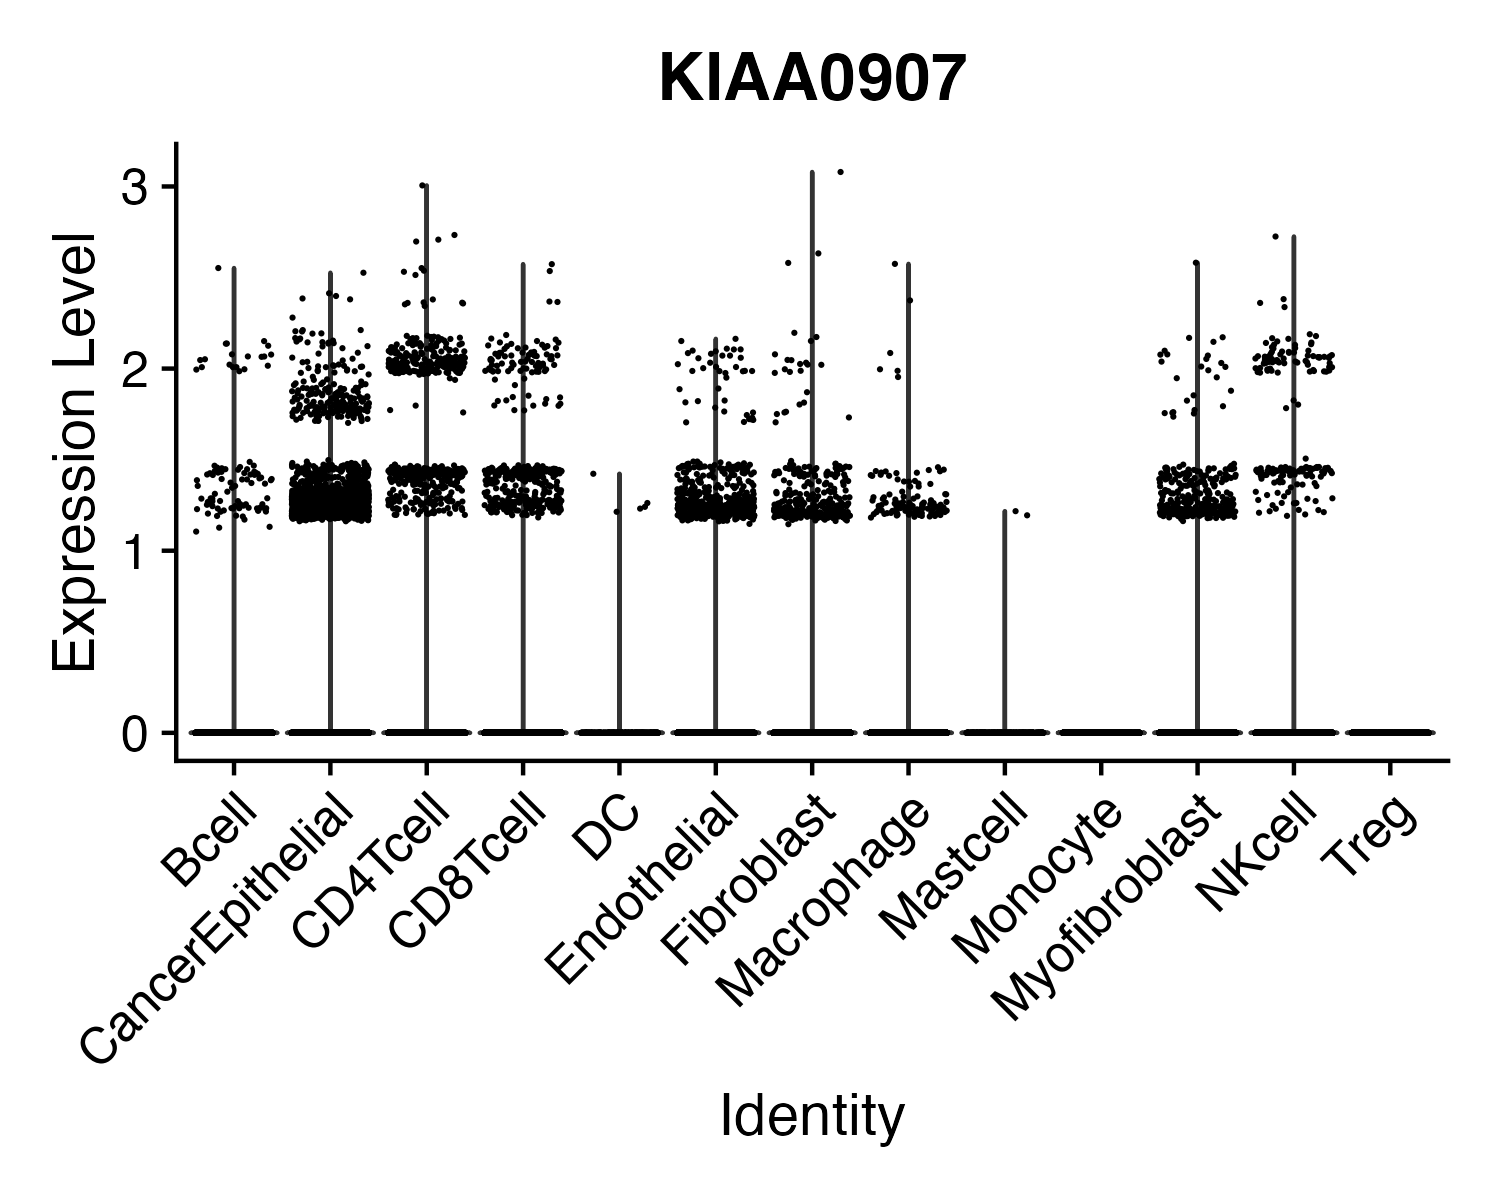 KIAA0907
Expression Level
3
2
1
0
Bcell
CancerEpithelial
CD4Tcell
CD8Tcell
DC
Endothelial
Fibroblast
Macrophage
Mastcell
Monocyte
Myofibroblast
NKcell
Treg
Identity